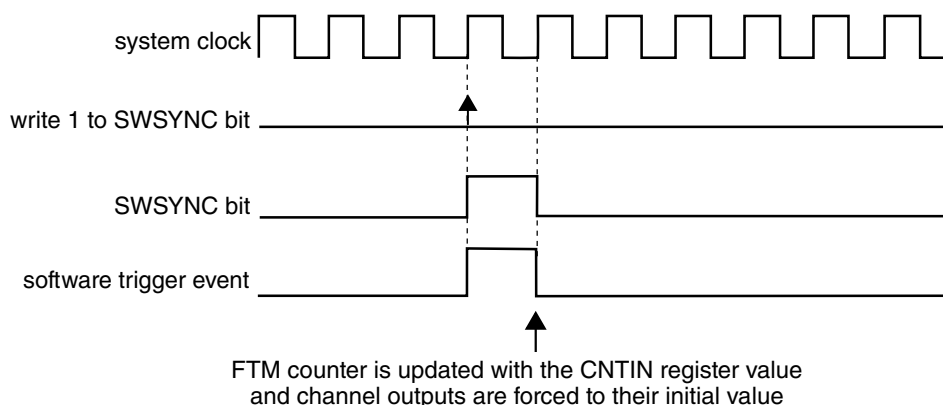 system clock
write 1 to SWSYNC bit
SWSYNC bit
software trigger event
FTM counter is updated with the CNTIN register value
and channel outputs are forced to their initial value